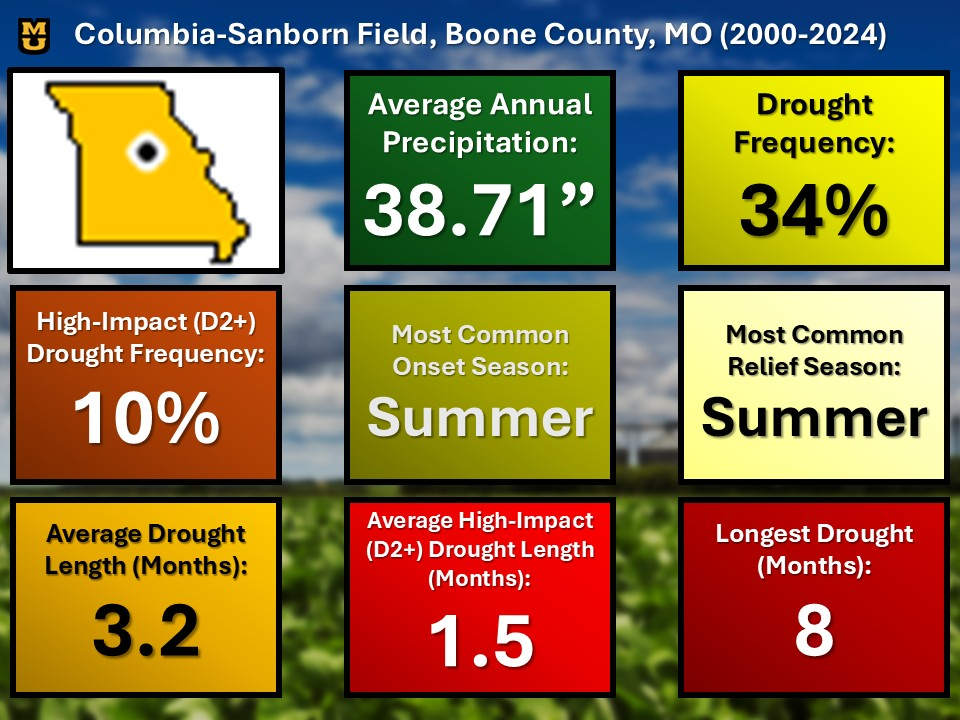 MU
Columbia-Sanborn Field, Boone County, MO (2000-2024)
Average Annual
Precipitation:
38.71”
Drought
Frequency:
34%
High-Impact (D2+)
Drought Frequency:
10%
Most Common
Onset Season:
Summer
Most Common
Relief Season:
Summer
Average Drought
Length (Months):
3.2
Average High-Impact
(D2+) Drought Length
(Months):
1.5
Longest Drought
(Months):
8